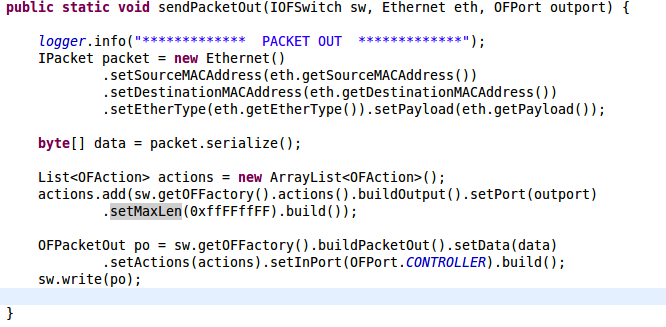 public static void sendPacketOut(IOFSwitch sw, Ethernet eth, OFPort outport) {
logger.info("************* PACKET OUT *************");
IPacket packet = new Ethernet()
.setSourceMACAddress(eth.getSourceMACAddress())
.setDestinationMACAddress(eth.getDestinationMACAddress())
.setEtherType(eth.getEtherType()).setPayload(eth.getPayload());
byte[] data = packet.serialize();
List<OFAction> actions = new ArrayList<OFAction>();
actions.add(sw.getOFFactory().actions().buildOutput().setPort(outport)
.setMaxLen(0xffFFffFF).build());
OFPacketOut po = sw.getOFFactory().buildPacketOut().setData(data)
.setActions(actions).setInPort(OFPort.CONTROLLER).build();
sw.write(po);
}